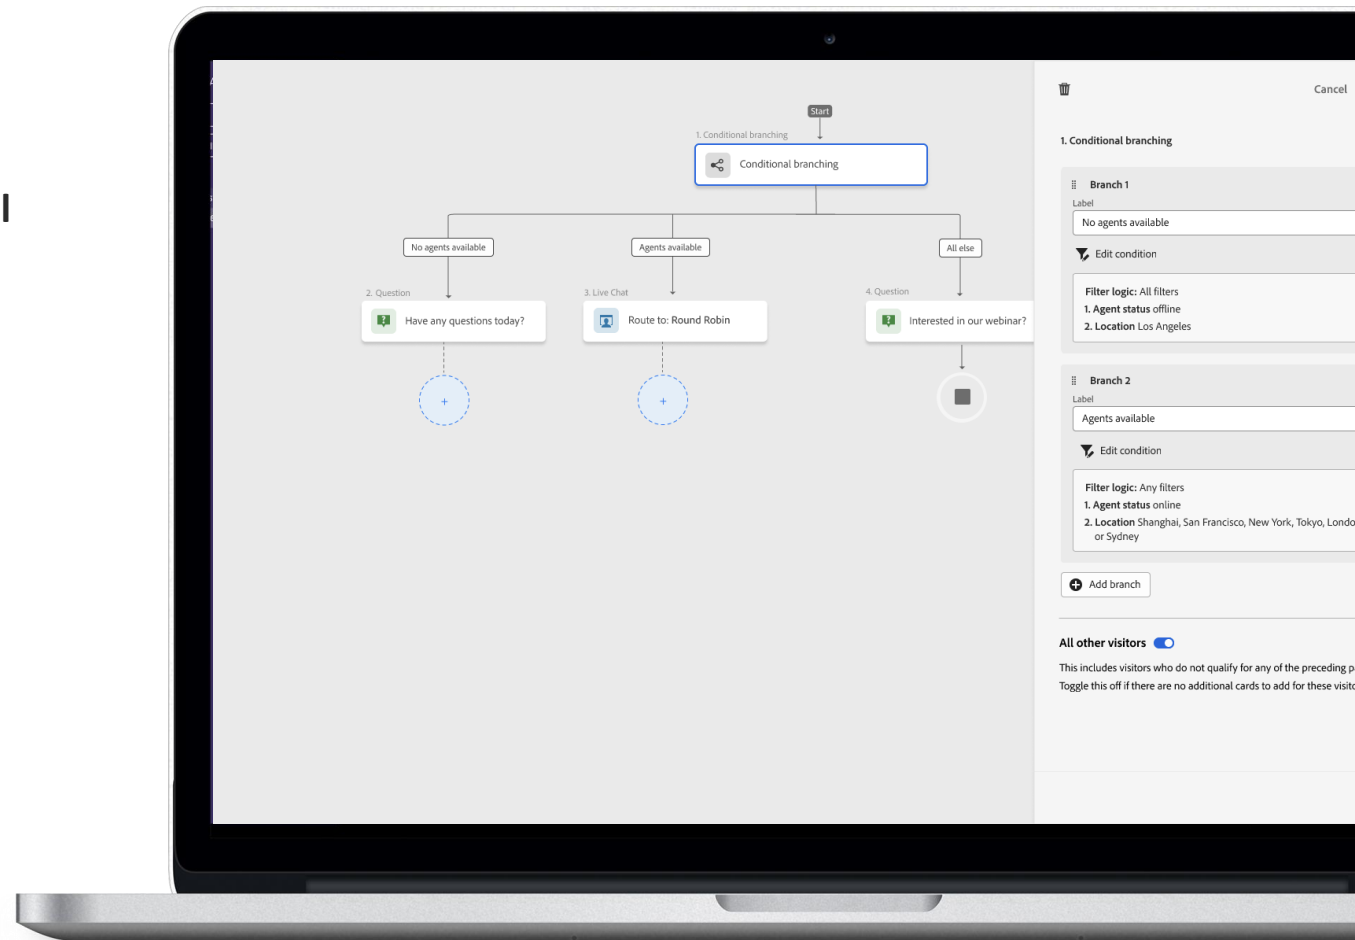 Start
1. Conditional branching
Conditional branching
No agents available
Agents available
All else
2. Question
Have any questions today?
3. Live Chat
Route to: Round Robin
4. Question
Interested in our webinar?
+
+
Cancel
1. Conditional branching
Branch 1
Label
No agents available
Edit condition
Filter logic: All filters
1. Agent status offline
2. Location Los Angeles
Branch 2
Label
Agents available
Edit condition
Filter logic: Any filters
1. Agent status online
2. Location Shanghai, San Francisco, New York, Tokyo,
or Sydney
Add branch
All other visitors
This includes visitors who do not qualify for any of the preceding
Toggle this off if there are no additional cards to add for these